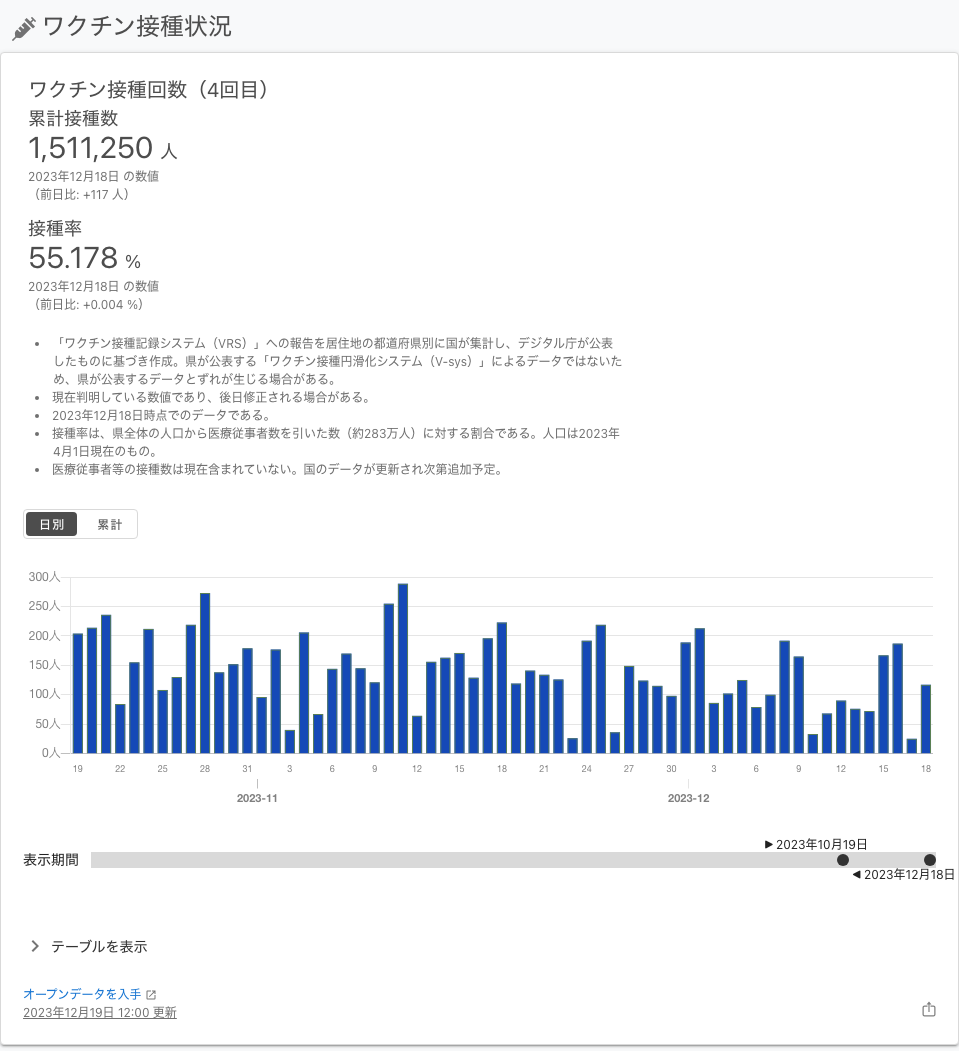 ワクチン接種状況
ワクチン接種回数（4回目）
累計接種数
1,511,250 人
2023年12月18日 の数値
（前日比: +117 人）
接種率
55.178 %
2023年12月18日 の数値
（前日比: +0.004 %）
• 「ワクチン接種記録システム（VRS）」への報告を居住地の都道府県別に国が集計し、デジタル庁が公表
したものに基づき作成。県が公表する「ワクチン接種円滑化システム（V-sys）」によるデータではないた
め、県が公表するデータとずれが生じる場合がある。
• 現在判明している数値であり、後日修正される場合がある。
• 2023年12月18日時点でのデータである。
• 接種率は、県全体の人口から医療従事者数を引いた数（約283万人）に対する割合である。人口は2023年
4月1日現在のもの。
• 医療従事者等の接種数は現在含まれていない。国のデータが更新され次第追加予定。
日別 累計
300人
250人
200人
150人
100人
50人
0人
19 22 25 28 31 3 6 9 12 15 18 21 24 27 30 3 6 9 12 15 18
2023-11 2023-12
▶ 2023年10月19日
表示期間
◀ 2023年12月18日
テーブルを表示
オープンデータを入手
2023年12月19日 12:00 更新